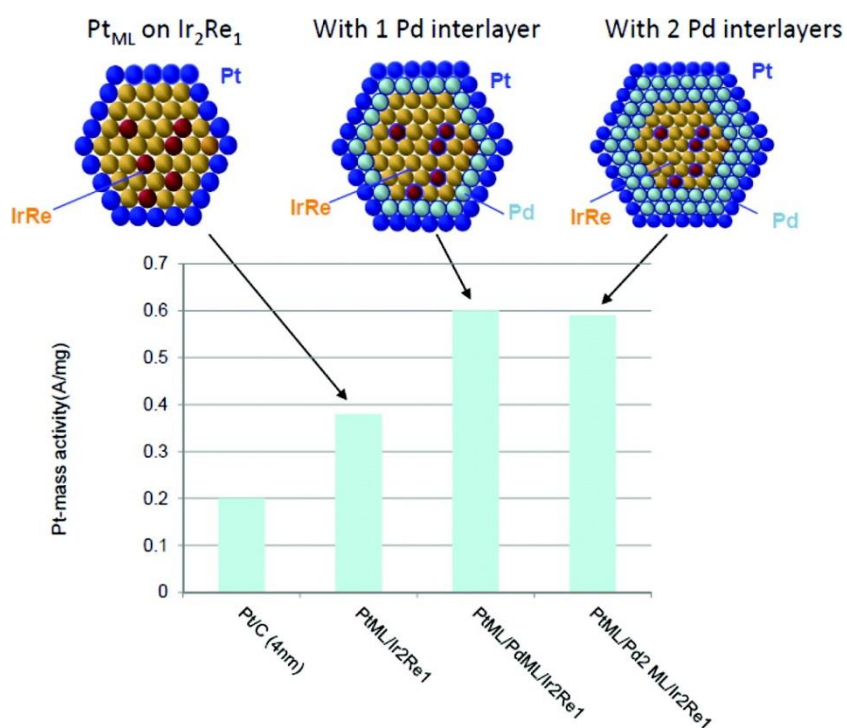 PtML on Ir2Re1
With 1 Pd interlayer
With 2 Pd interlayers
Pt
Pt
Pt
IrRe
IrRe
Pd
IrRe
Pd
0.7
0.6
0.5
0.4
0.3
0.2
0.1
0
Pt-mass activity(A/mg)
Pt/C (4nm)
PtML/Ir2Re1
PtML/PdML/Ir2Re1
PtML/Pd2 ML/Ir2Re1